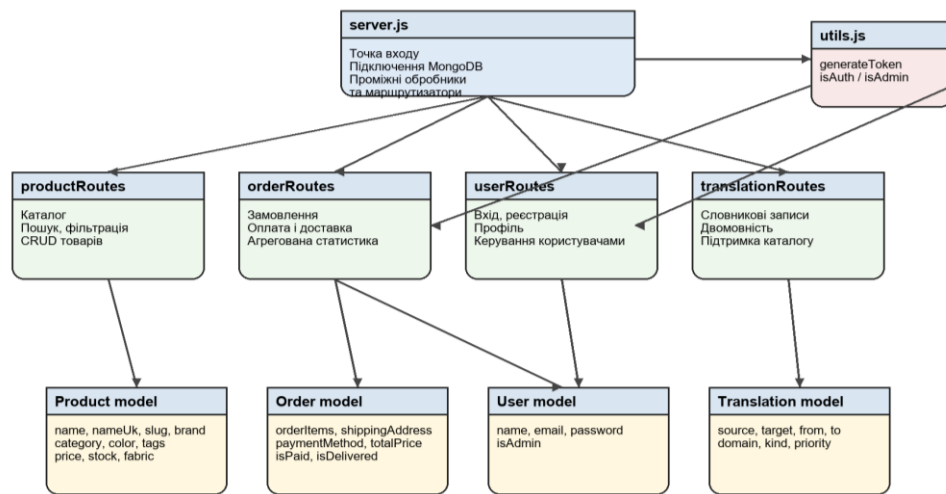 server.js
Точка входу
Підключення MongoDB
Проміжні обробники
та маршрутизатори
utils.js
generateToken
isAuth / isAdmin
productRoutes
Каталог
Пошук, фільтрація
CRUD товарів
orderRoutes
Замовлення
Оплата і доставка
Агрегована статистика
userRoutes
Вхід, реєстрація
Профіль
Керування користувачами
translationRoutes
Словникові записи
Двомовність
Підтримка каталогу
Product model
name, nameUk, slug, brand
category, color, tags
price, stock, fabric
Order model
orderItems, shippingAddress
paymentMethod, totalPrice
isPaid, isDelivered
User model
name, email, password
isAdmin
Translation model
source, target, from, to
domain, kind, priority